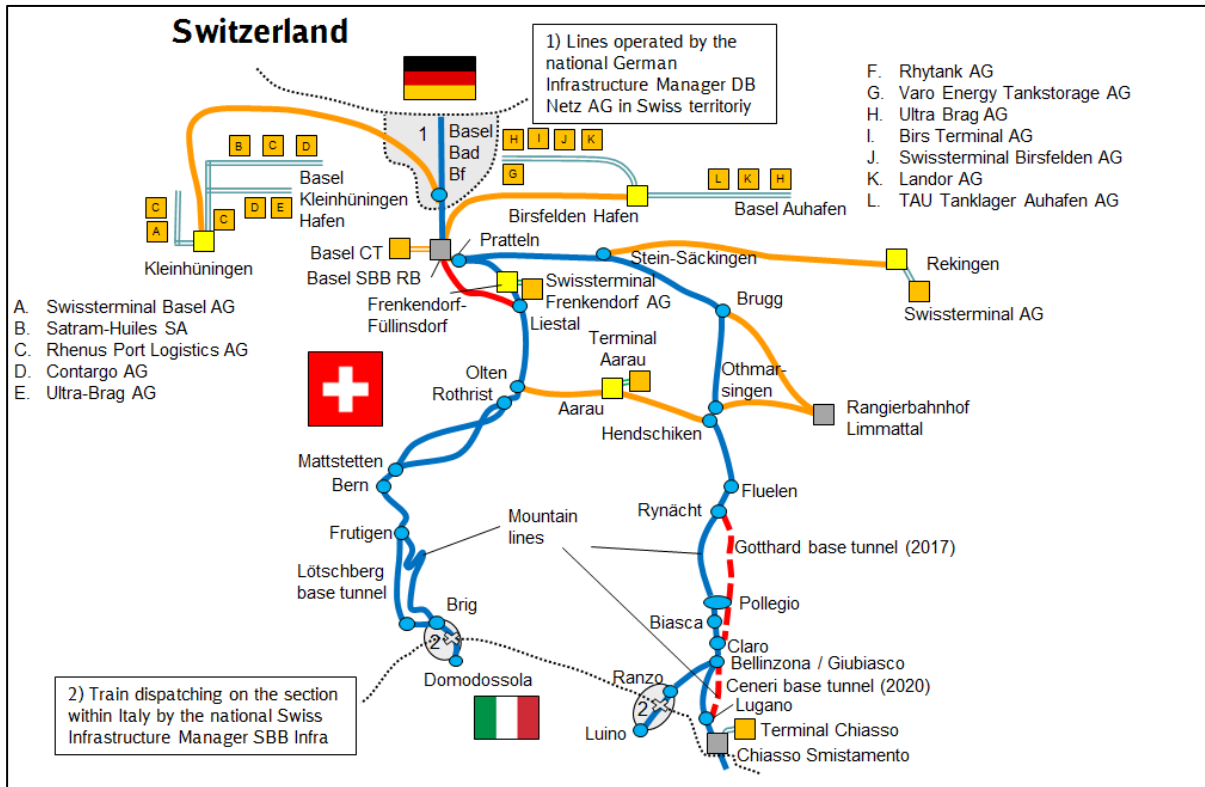 Switzerland
1) Lines operated by the
national German
Infrastructure Manager DB
Netz AG in Swiss territoriy
F. Rhytank AG
G. Varo Energy Tankstorage AG
H. Ultra Brag AG
I. Birs Terminal AG
J. Swissterminal Birsfelden AG
K. Landor AG
L. TAU Tanklager Auhafen AG
1
Basel
Bad
Bf
B C D
H I J K
G
L K H
Basel
Kleinhüningen
Hafen
C
A
C
D E
Kleinhüningen
Birsfelden Hafen
Basel Auhafen
Basel CT
Basel SBB RB
Pratteln
Stein-Säckingen
Rekingen
Swissterminal AG
Frenkendorf-
Füllinsdorf
Swissterminal
Frenkendorf AG
Liestal
Brugg
A. Swissterminal Basel AG
B. Satram-Huiles SA
C. Rhenus Port Logistics AG
D. Contargo AG
E. Ultra-Brag AG
Terminal
Aarau
Othmar-
singen
Olten
Rothrist
Aarau
Hendschiken
Rangierbahnhof
Limmattal
Mattstetten
Bern
Fluelen
Rynächt
Frutigen
Mountain
lines
Gotthard base tunnel (2017)
Lötschberg
base tunnel
Brig
2
Pollegio
Biasca
Claro
Bellinzona / Giubiasco
Domodossola
Ranzo
2
Ceneri base tunnel (2020)
Lugano
Luino
Terminal Chiasso
Chiasso Smistamento
2) Train dispatching on the section
within Italy by the national Swiss
Infrastructure Manager SBB Infra